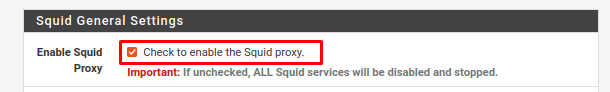 Squid General Settings
Enable Squid Proxy
Check to enable the Squid proxy.
Important: If unchecked, ALL Squid services will be disabled and stopped.